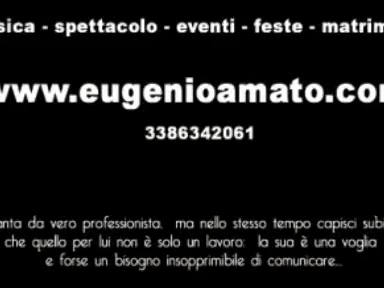 sica - spettacolo - eventi - feste - matrim
www.eugenioamato.co
3386342061
anta da vero professionista, ma nello stesso tempo capisci subi
che quello per lui non è solo un lavoro: la sua è una voglia
e forse un bisogno insopprimibile di comunicare...